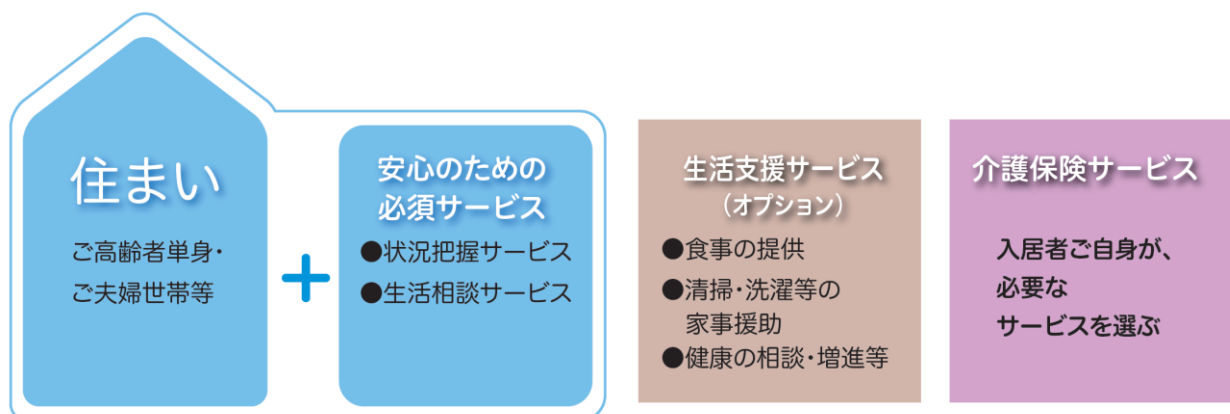 住まい
ご高齢者単身・
ご夫婦世帯等
+
安心のための
必須サービス
●状況把握サービス
●生活相談サービス
生活支援サービス
（オプション）
●食事の提供
●清掃・洗濯等の
家事援助
●健康の相談・増進等
介護保険サービス
入居者ご自身が、
必要な
サービスを選ぶ